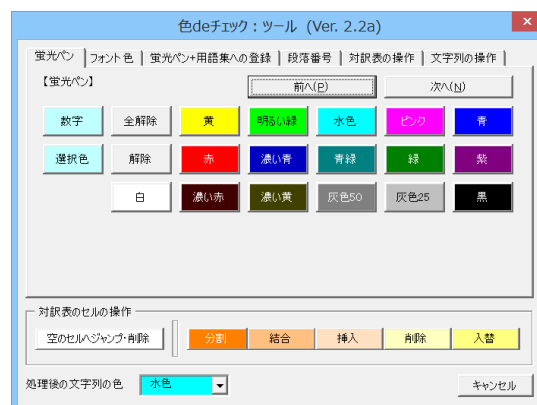 色deチェック：ツール (Ver. 2.2a)
×
蛍光ペン フォント色 蛍光ペン+用語集への登録 段落番号 対訳表の操作 文字列の操作
【蛍光ペン】 前へ(P) 次へ(N)
数字 全解除 黄 明るい緑 水色 ピンク 青
選択色 解除 赤 濃い青 青緑 緑 紫
白 濃い赤 濃い黄 灰色50 灰色25 黒
対訳表のセルの操作
空のセルへジャンプ・削除 分割 結合 挿入 削除 入替
処理後の文字列の色 水色 キャンセル